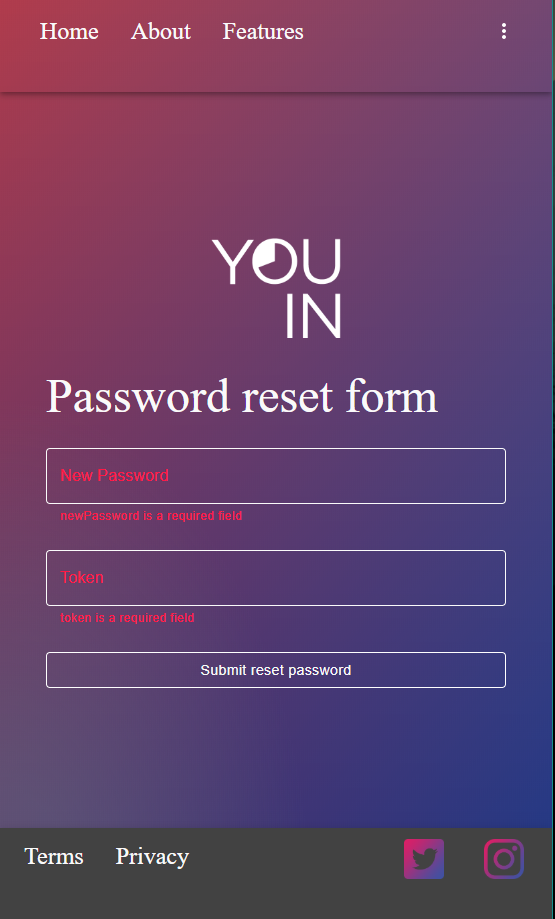 Home About Features
YOU
IN
Password reset form
New Password
newPassword is a required field
Token
token is a required field
Submit reset password
Terms Privacy